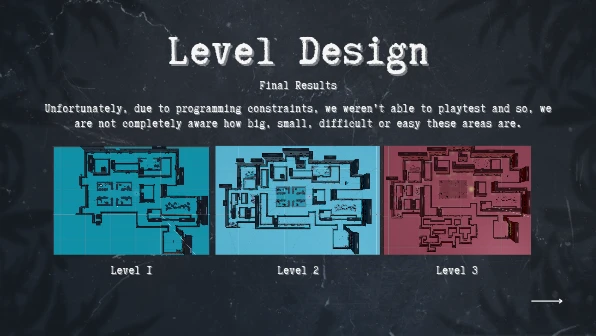 Level Design
Final Results
Unfortunately, due to programming constraints, we weren't able to playtest and so, we
are not completely aware how big, small, difficult or easy these areas are.
Level I
Level 2
Level 3